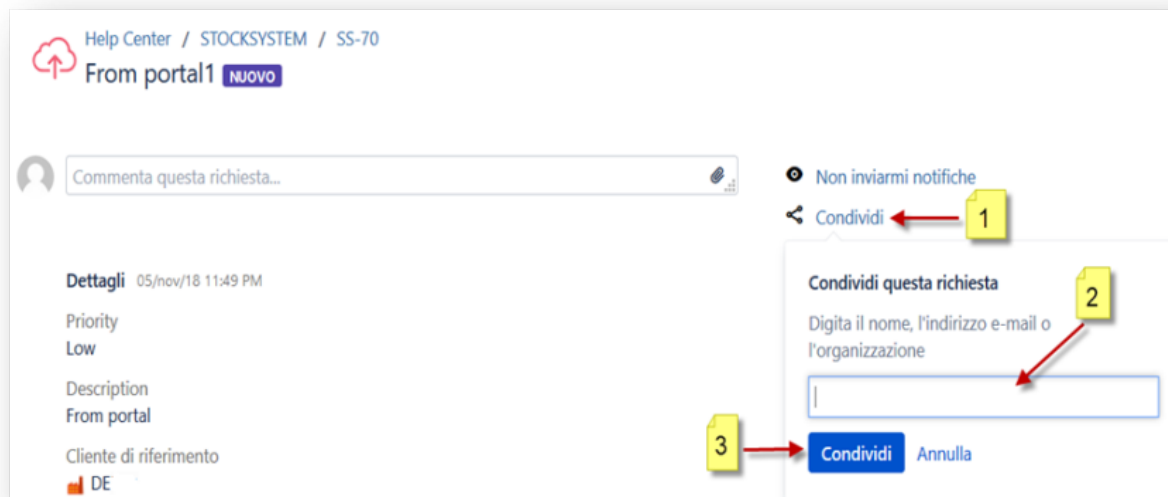 Help Center / STOCKSYSTEM / SS-70
From portal1 NUOVO
Commenta questa richiesta...
Non inviarmi notifiche
Condividi
1
Dettagli 05/nov/18 11:49 PM
Priority
Low
Description
From portal
Cliente di riferimento
DE
Condividi questa richiesta
2
Digita il nome, l'indirizzo e-mail o
l'organizzazione
3
Condividi Annulla